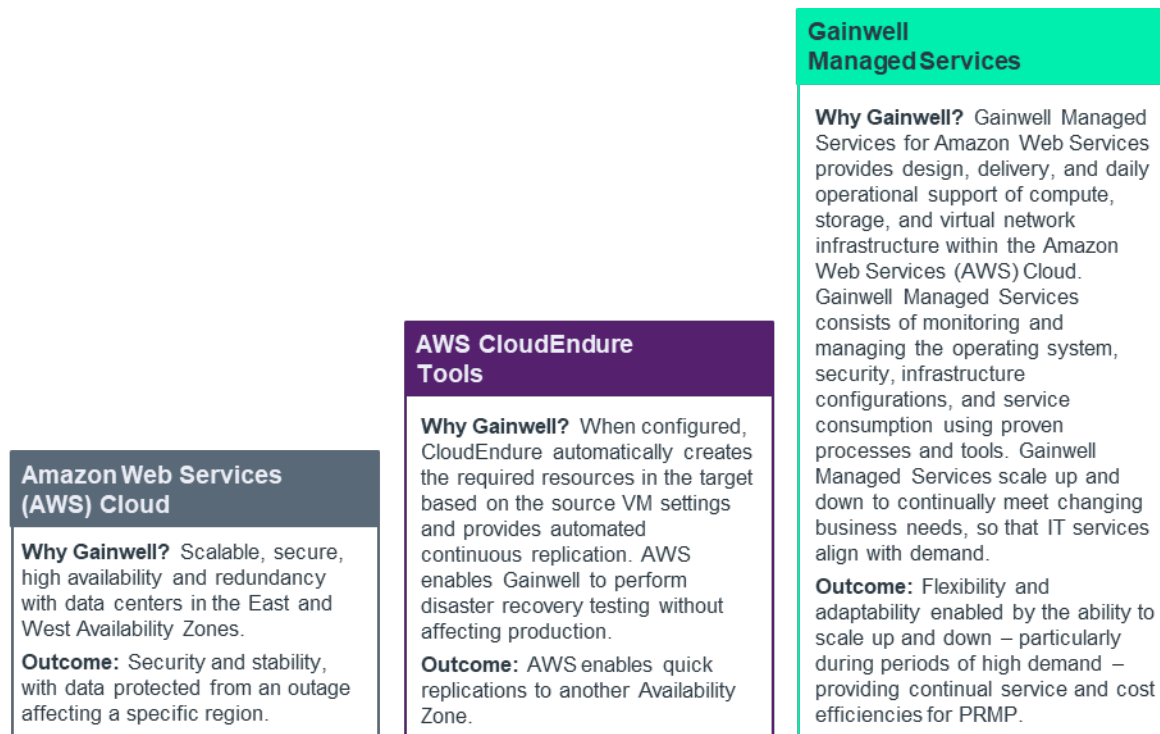 Amazon Web Services
(AWS) Cloud
Why Gainwell? Scalable, secure,
high availability and redundancy
with data centers in the East and
West Availability Zones.
Outcome: Security and stability,
with data protected from an outage
affecting a specific region.
AWS CloudEndure
Tools
Why Gainwell? When configured,
CloudEndure automatically creates
the required resources in the target
based on the source VM settings
and provides automated
continuous replication. AWS
enables Gainwell to perform
disaster recovery testing without
affecting production.
Outcome: AWS enables quick
replications to another Availability
Zone.
Gainwell
Managed Services
Why Gainwell? Gainwell Managed
Services for Amazon Web Services
provides design, delivery, and daily
operational support of compute,
storage, and virtual network
infrastructure within the Amazon
Web Services (AWS) Cloud.
Gainwell Managed Services
consists of monitoring and
managing the operating system,
security, infrastructure
configurations, and service
consumption using proven
processes and tools. Gainwell
Managed Services scale up and
down to continually meet changing
business needs, so that IT services
align with demand.
Outcome: Flexibility and
adaptability enabled by the ability to
scale up and down – particularly
during periods of high demand –
providing continual service and cost
efficiencies for PRMP.